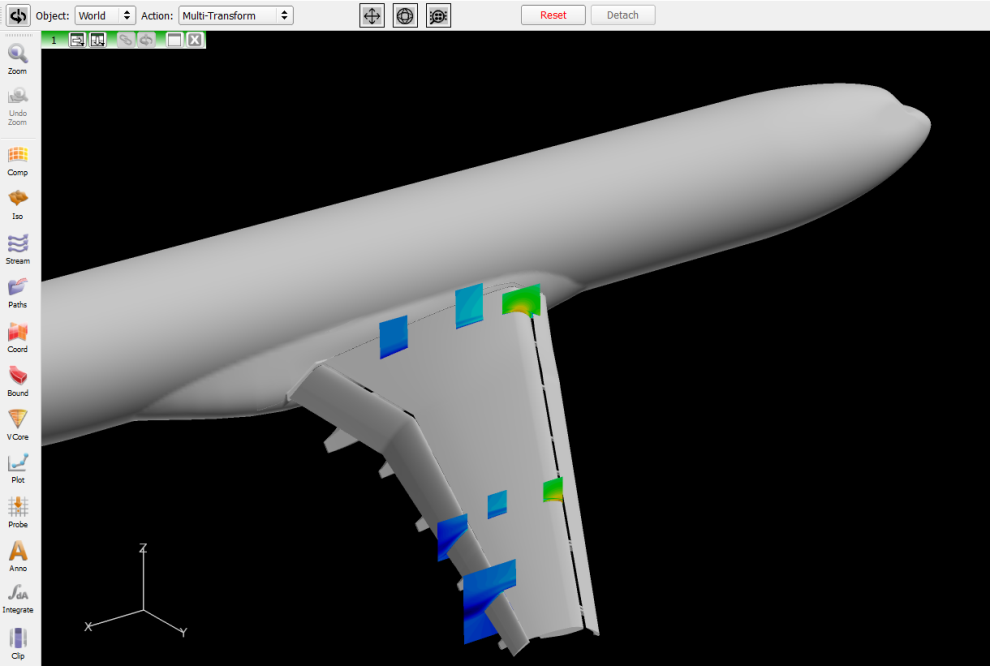 Object: World Action: Multi-Transform Reset Detach
1
Zoom
Undo
Zoom
Comp
Iso
Stream
Paths
Coord
Bound
VCore
Plot
Probe
A
Anno
∫dA
Integrate
Clip
Z
X
Y